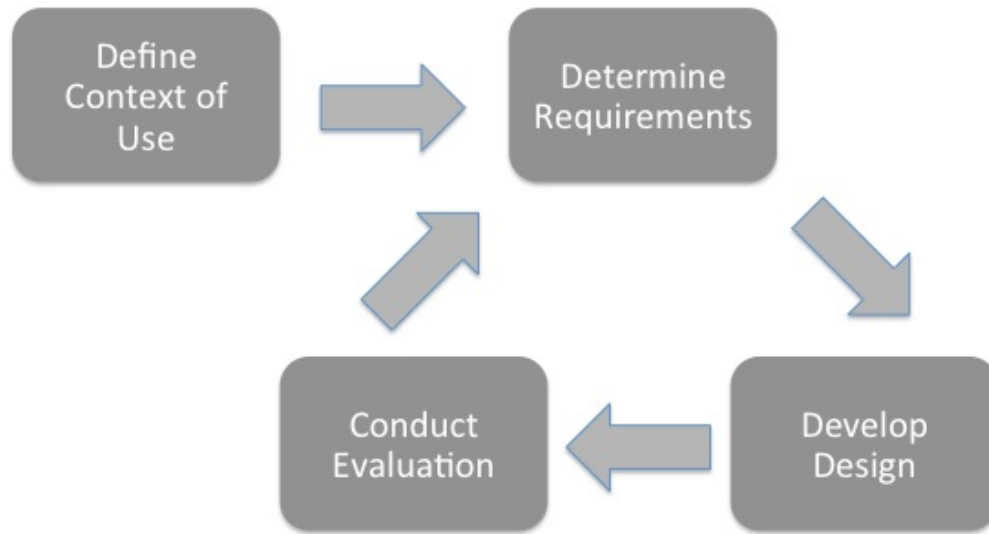 Define
Context of
Use
Determine
Requirements
Conduct
Evaluation
Develop
Design